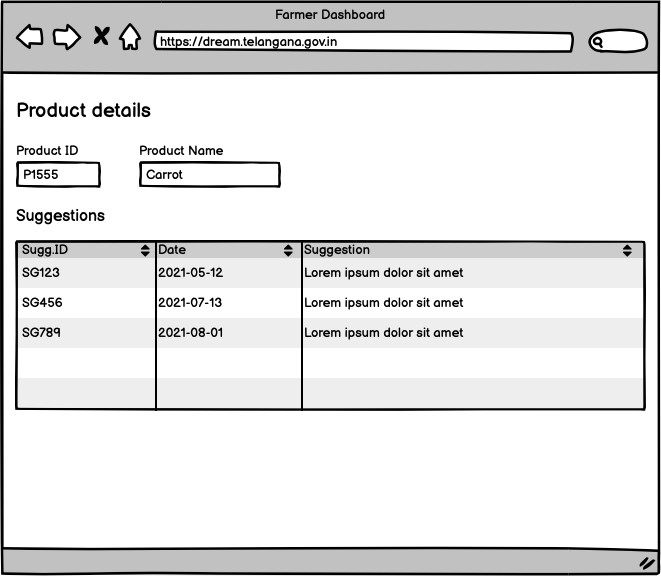 Farmer Dashboard
https://dream.telangana.gov.in
Product details
Product ID Product Name
P1555 Carrot
Suggestions
Sugg.ID Date Suggestion
SG123 2021-05-12 Lorem ipsum dolor sit amet
SG456 2021-07-13 Lorem ipsum dolor sit amet
SG789 2021-08-01 Lorem ipsum dolor sit amet